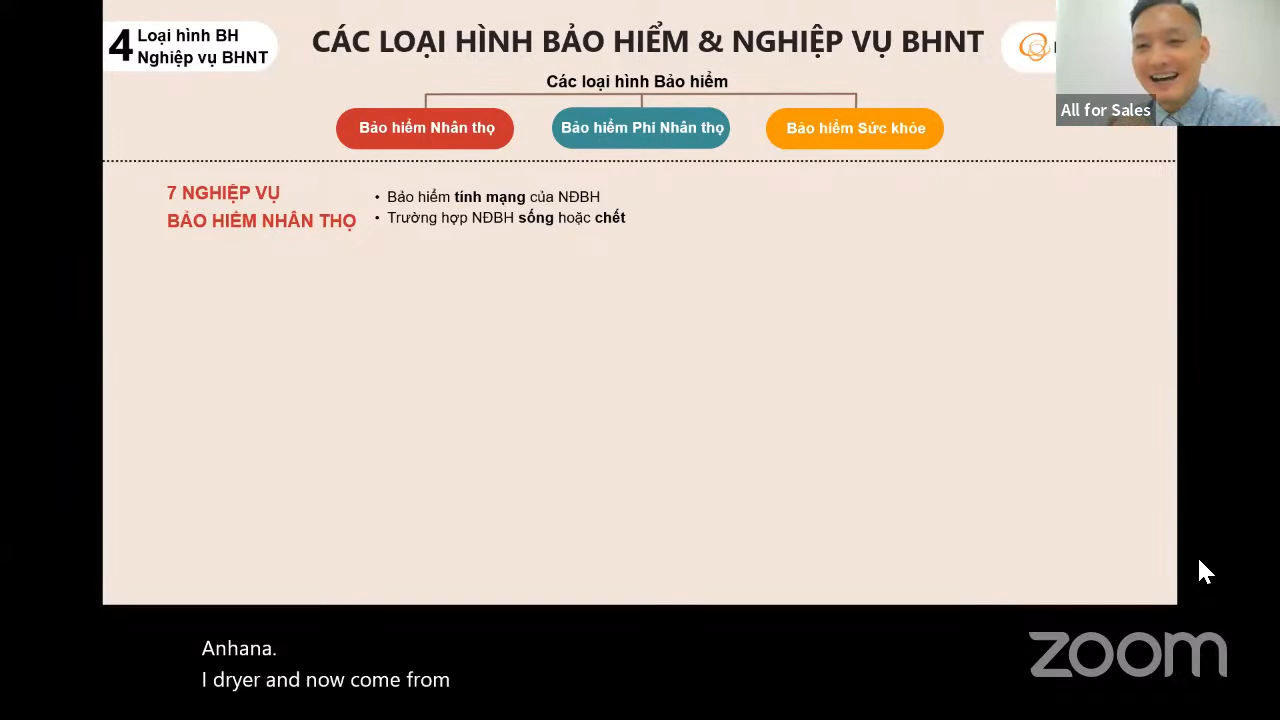 4 Loại hình BH
Nghiệp vụ BHNT
CÁC LOẠI HÌNH BẢO HIỂM & NGHIỆP VỤ BHNT
All for Sales
Các loại hình Bảo hiểm
Bảo hiểm Nhân thọ
Bảo hiểm Phi Nhân thọ
Bảo hiểm Sức khỏe
7 NGHIỆP VỤ
BẢO HIỂM NHÂN THỌ
• Bảo hiểm tính mạng của NĐBH
• Trường hợp NĐBH sống hoặc chết
Anhana.
I dryer and now come from
zoom